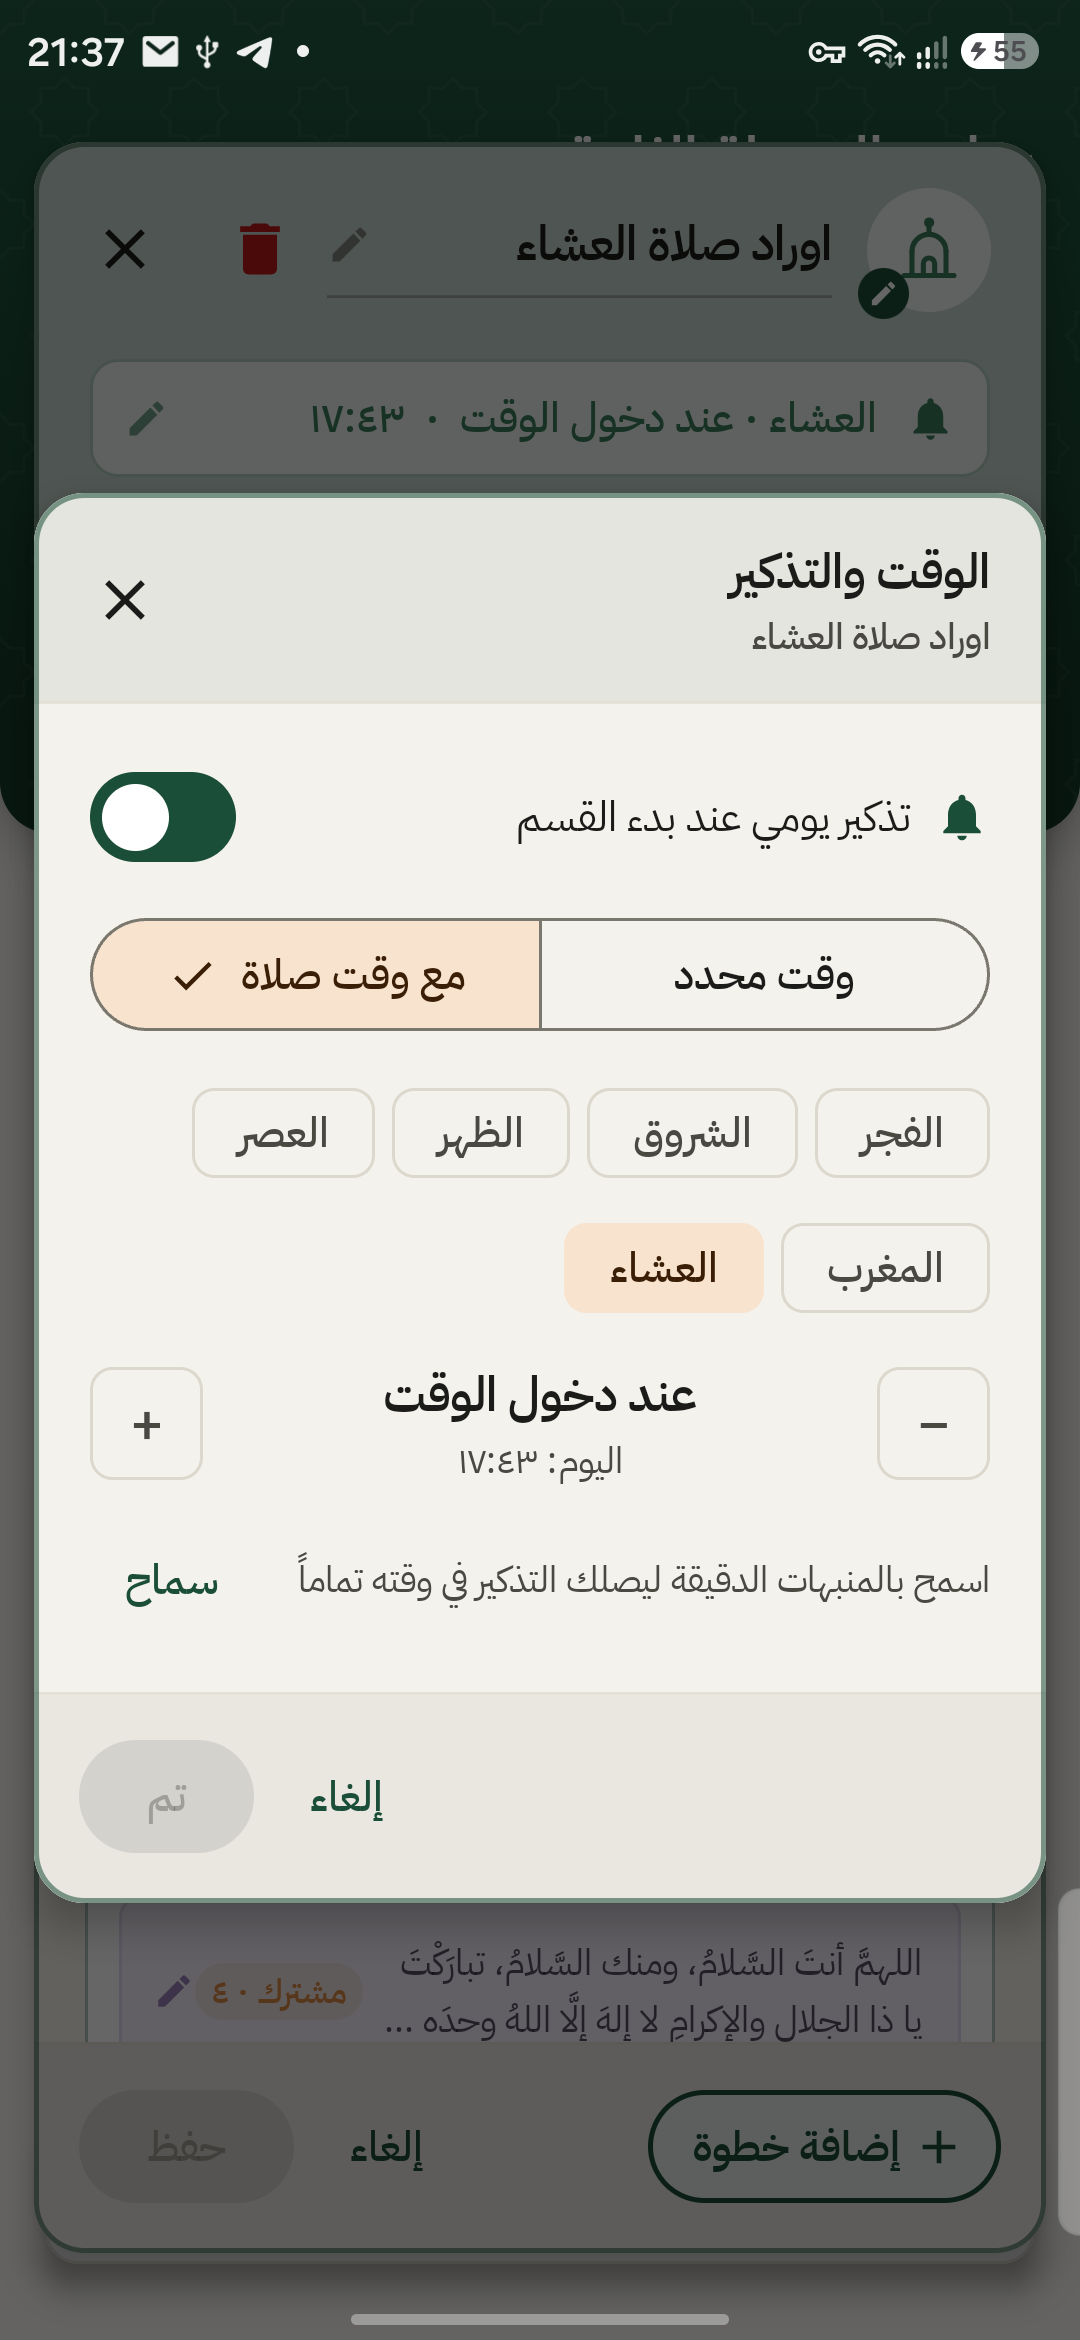 21:37
55
اوراد صلاة العشاء
العشاء · عند دخول الوقت · ١٧:٤٣
الوقت والتذكير
اوراد صلاة العشاء
تذكير يومي عند بدء القسم
وقت محدد
مع وقت صلاة
الفجر
الشروق
الظهر
العصر
المغرب
العشاء
−
عند دخول الوقت
+
اليوم: ١٧:٤٣
اسمح بالمنبهات الدقيقة ليصلك التذكير في وقته تماماً
سماح
إلغاء
تم
اللهمَّ أنتَ السَّلامُ، ومنك السَّلامُ، تبارَكْتَ
يا ذا الجلالِ والإكرامِ لا إلهَ إلَّا اللهُ وحدَه ...
مشترك · ٤
+ إضافة خطوة
إلغاء
حفظ